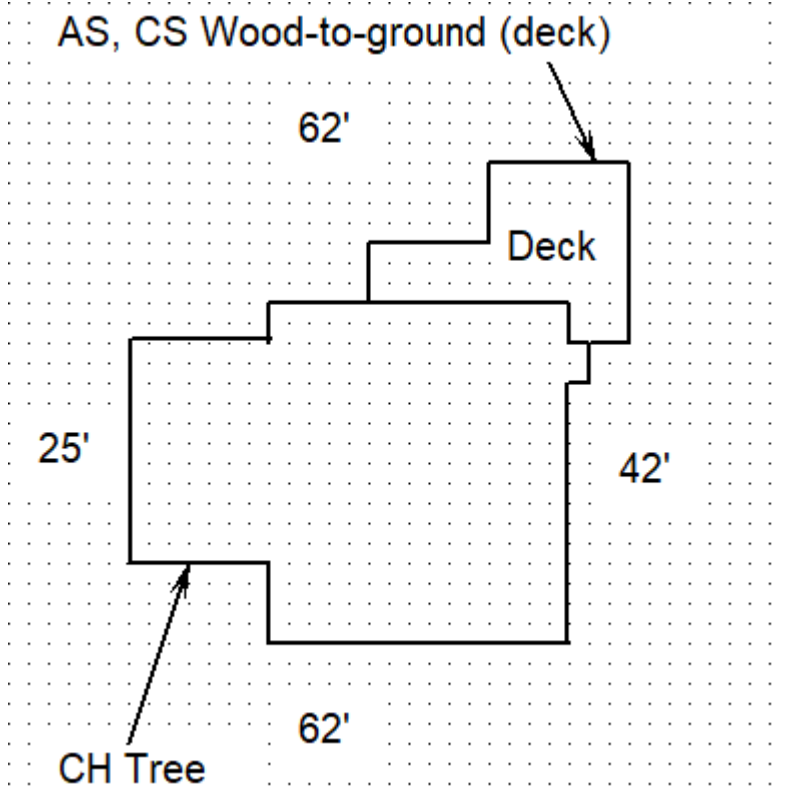 AS, CS Wood-to-ground (deck)
62'
Deck
25'
42'
62'
CH Tree